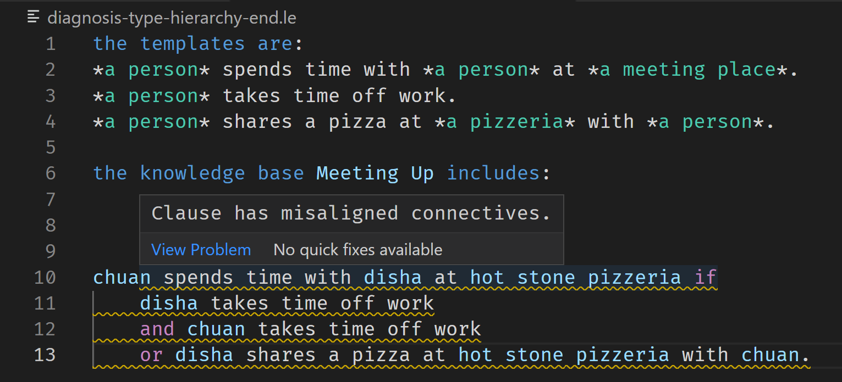 diagnosis-type-hierarchy-end.le
1 the templates are:
2 *a person* spends time with *a person* at *a meeting place*.
3 *a person* takes time off work.
4 *a person* shares a pizza at *a pizzeria* with *a person*.
5
6 the knowledge base Meeting Up includes:
7
Clause has misaligned connectives.
8
9
View Problem No quick fixes available
10 chuan spends time with disha at hot stone pizzeria if
11 disha takes time off work
12 and chuan takes time off work
13 or disha shares a pizza at hot stone pizzeria with chuan.